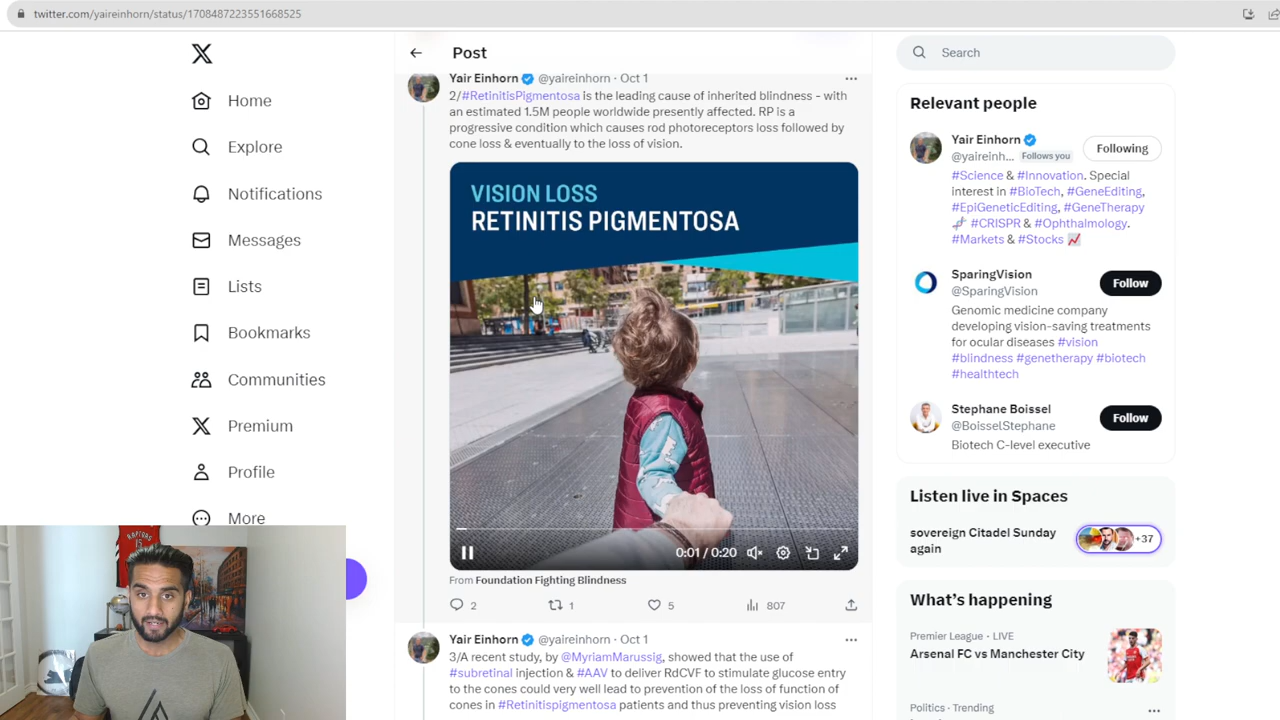 twitter.com/yaireinhorn/status/1708487223551668525
Home
Explore
Notifications
Messages
Lists
Bookmarks
Communities
Premium
Profile
More
Post
Yair Einhorn @yaireinhorn · Oct 1
2/#RetinitisPigmentosa is the leading cause of inherited blindness - with
an estimated 1.5M people worldwide presently affected. RP is a
progressive condition which causes rod photoreceptors loss followed by
cone loss & eventually to the loss of vision.
VISION LOSS
RETINITIS PIGMENTOSA
0:01 / 0:20
From Foundation Fighting Blindness
2 1 5 807
Yair Einhorn @yaireinhorn · Oct 1
3/A recent study, by @MyriamMarussig, showed that the use of
#subretinal injection & #AAV to deliver RdCVF to stimulate glucose entry
to the cones could very well lead to prevention of the loss of function of
cones in #Retinitispigmentosa patients and thus preventing vision loss
Search
Relevant people
Yair Einhorn
@yaireinh... Follows you
Following
#Science & #Innovation. Special
interest in #BioTech, #GeneEditing,
#EpiGeneticEditing, #GeneTherapy
#CRISPR & #Ophthalmology.
#Markets & #Stocks
SparingVision
@SparingVision
Follow
Genomic medicine company
developing vision-saving treatments
for ocular diseases #vision
#blindness #genetherapy #biotech
#healthtech
Stephane Boissel
@BoisselStephane
Follow
Biotech C-level executive
Listen live in Spaces
sovereign Citadel Sunday
again
+37
What's happening
Premier League · LIVE
Arsenal FC vs Manchester City
Politics · Trending